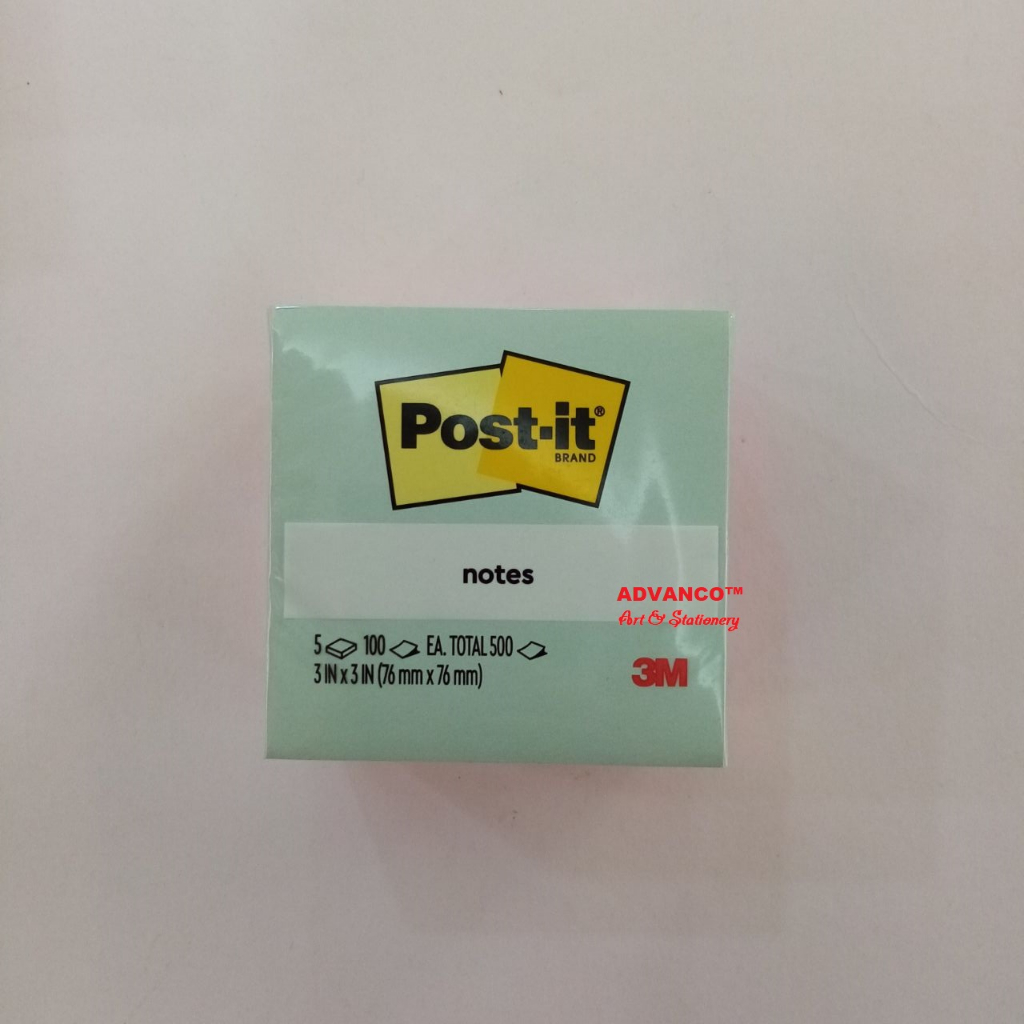 Post-it®
BRAND
notes
ADVANCO™
Art & Stationery
5 100 EA. TOTAL 500
3 IN x 3 IN (76 mm x 76 mm)
3M